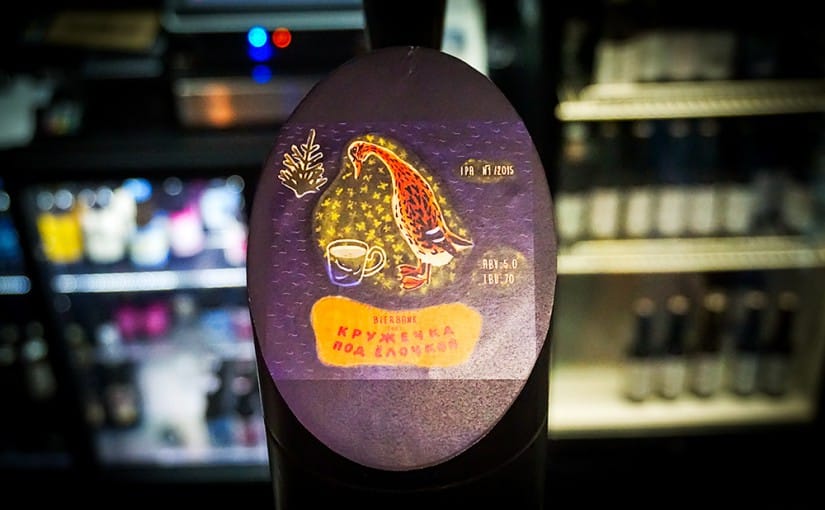 IPA №1/2015
ABV:5.0
IBU:70
BIERBANK
КРУЖЕЧКА
ПОД ЁЛОЧКОЙ